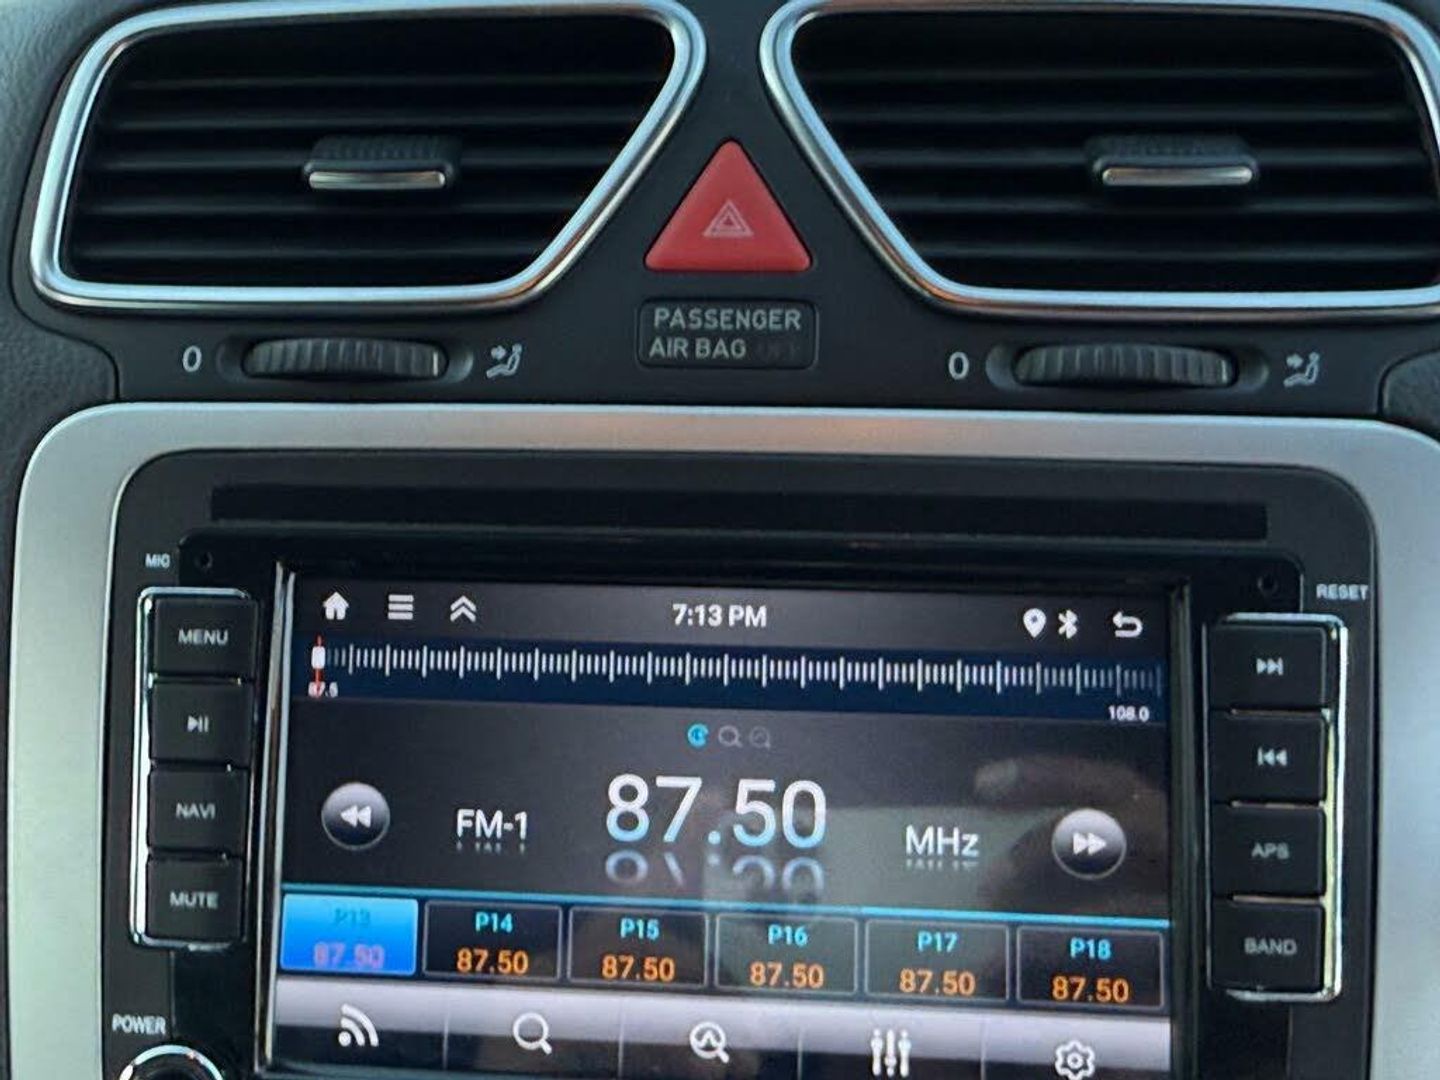 PASSENGER
AIR BAG OFF
0
0
MIC
RESET
MENU
NAVI
MUTE
POWER
APS
BAND
7:13 PM
87.5
108.0
FM-1
87.50
MHz
P13
P14
P15
P16
P17
P18
87.50
87.50
87.50
87.50
87.50
87.50